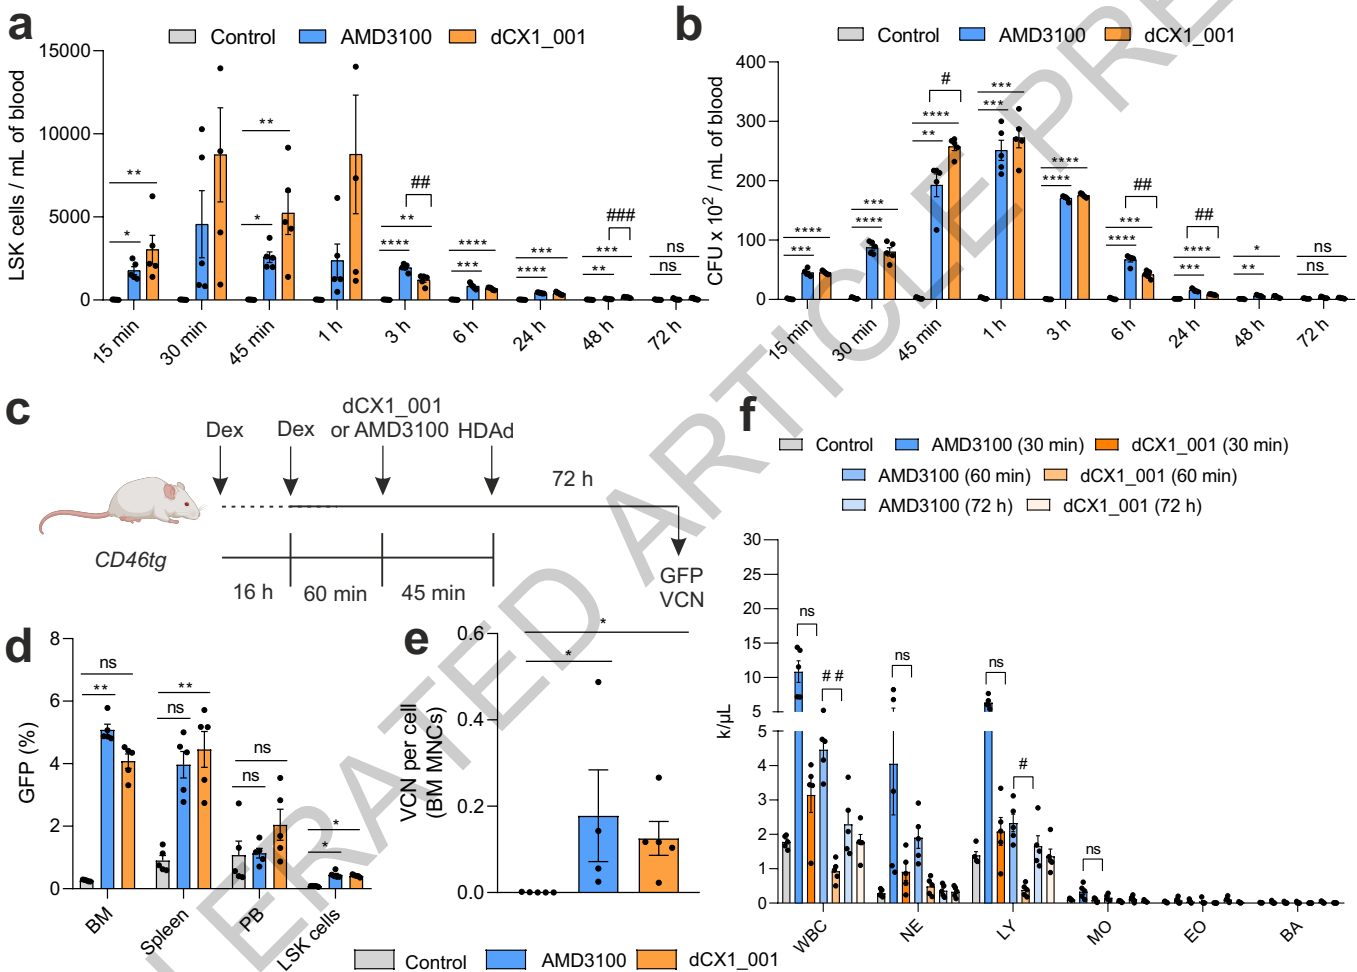 a
Control AMD3100 dCX1_001
LSK cells / mL of blood
15000
10000
5000
0
** * * ** ## ** **** **** *** *** **** ### *** ** ns ns
15 min 30 min 45 min 1 h 3 h 6 h 24 h 48 h 72 h
b
Control AMD3100 dCX1_001
CFU x 10² / mL of blood
400
300
200
100
0
**** *** *** **** # **** ** *** *** **** **** ## *** **** ## **** *** * ** ns ns
15 min 30 min 45 min 1 h 3 h 6 h 24 h 48 h 72 h
c
dCX1_001
Dex Dex or AMD3100 HDAd
72 h
CD46tg
16 h 60 min 45 min
GFP
VCN
d
GFP (%)
8
6
4
2
0
ns ** ** ns ns ns * *
BM Spleen PB LSK cells
e
VCN per cell
(BM MNCs)
0.6
0.4
0.2
0.0
* *
Control AMD3100 dCX1_001
f
Control AMD3100 (30 min) dCX1_001 (30 min)
AMD3100 (60 min) dCX1_001 (60 min)
AMD3100 (72 h) dCX1_001 (72 h)
k/µL
30
25
20
15
10
5
5
4
3
2
1
0
ns ## ns ns # ns
WBC NE LY MO EO BA
ERATED ARTICLE PRE